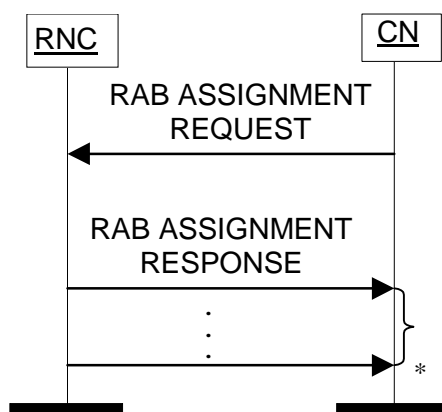 RNC
CN
RAB ASSIGNMENT
REQUEST
RAB ASSIGNMENT
RESPONSE
*